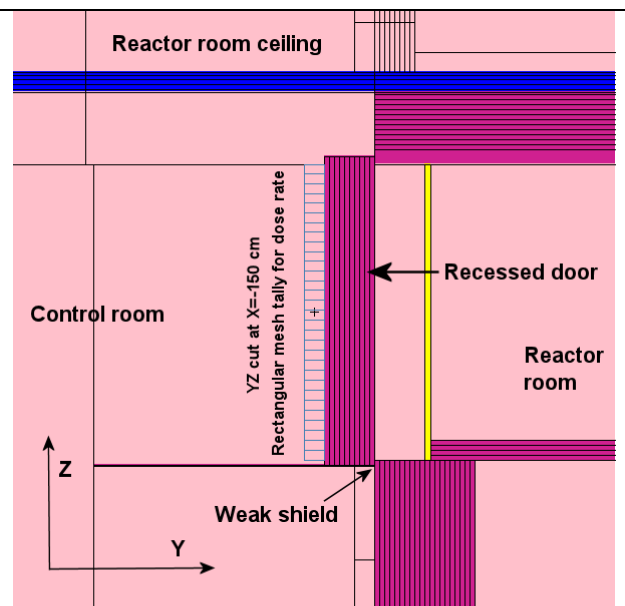 Reactor room ceiling
YZ cut at X=-150 cm
Rectangular mesh tally for dose rate
Recessed door
Control room
Reactor
room
Weak shield
Z
Y